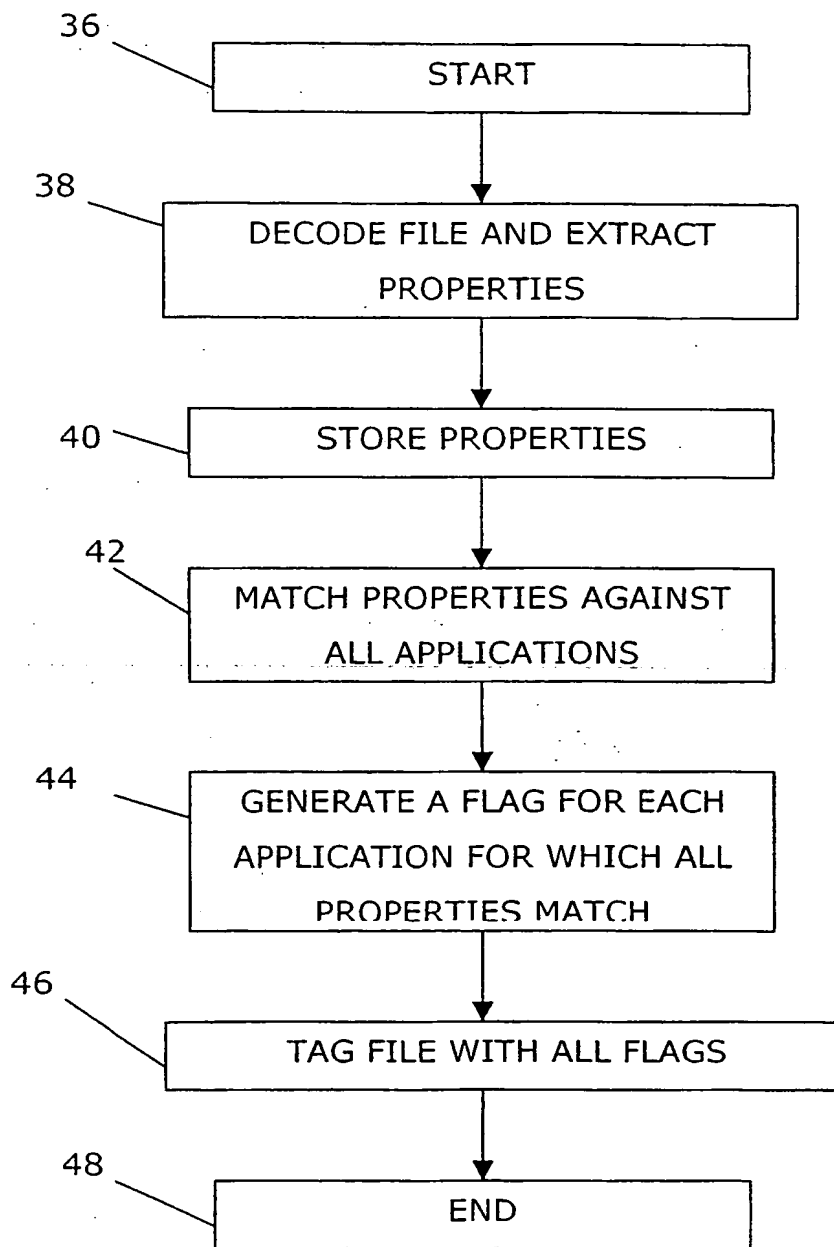 36
START
38
DECODE FILE AND EXTRACT
PROPERTIES
40
STORE PROPERTIES
42
MATCH PROPERTIES AGAINST
ALL APPLICATIONS
44
GENERATE A FLAG FOR EACH
APPLICATION FOR WHICH ALL
PROPERTIES MATCH
46
TAG FILE WITH ALL FLAGS
48
END